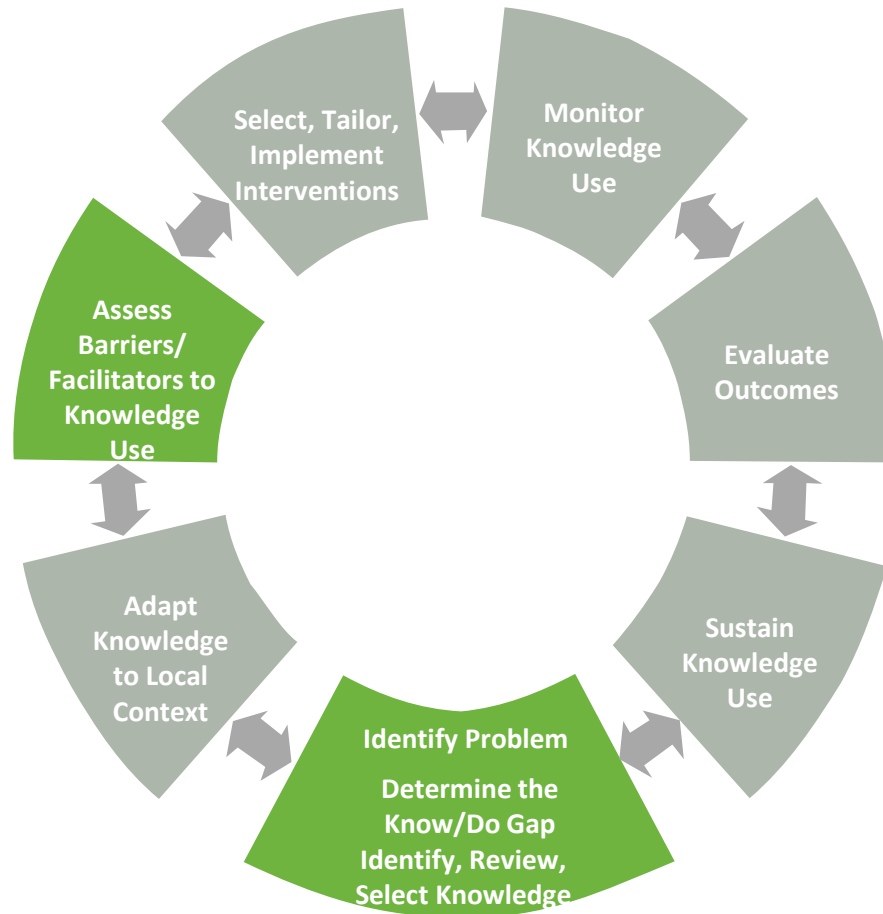 Select, Tailor,
Implement
Interventions
Monitor
Knowledge
Use
Assess
Barriers/
Facilitators to
Knowledge
Use
Evaluate
Outcomes
Adapt
Knowledge
to Local
Context
Sustain
Knowledge
Use
Identify Problem
Determine the
Know/Do Gap
Identify, Review,
Select Knowledge